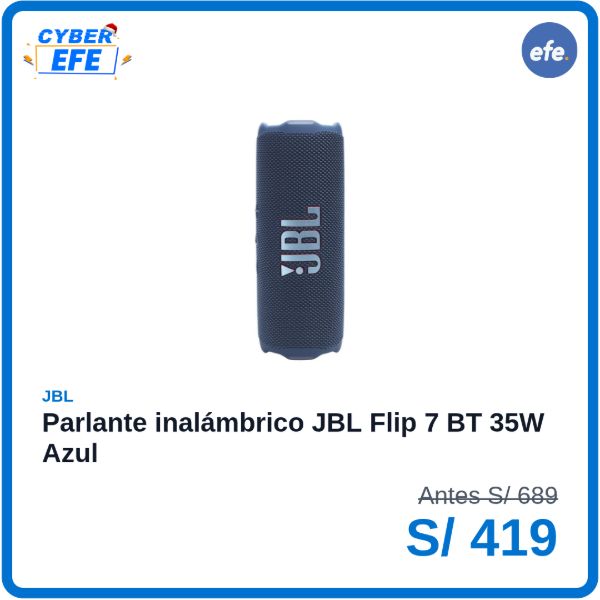 CYBER
EFE
efe.
JBL
JBL
Parlante inalámbrico JBL Flip 7 BT 35W
Azul
Antes S/ 689
S/ 419